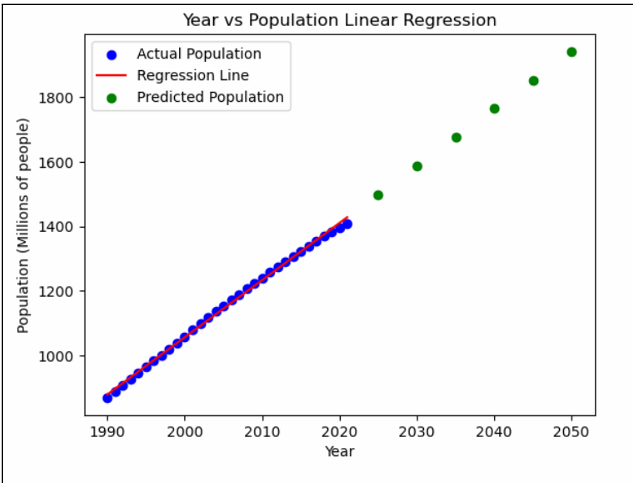 Year vs Population Linear Regression
Actual Population
Regression Line
Predicted Population
Population (Millions of people)
1800
1600
1400
1200
1000
1990 2000 2010 2020 2030 2040 2050
Year